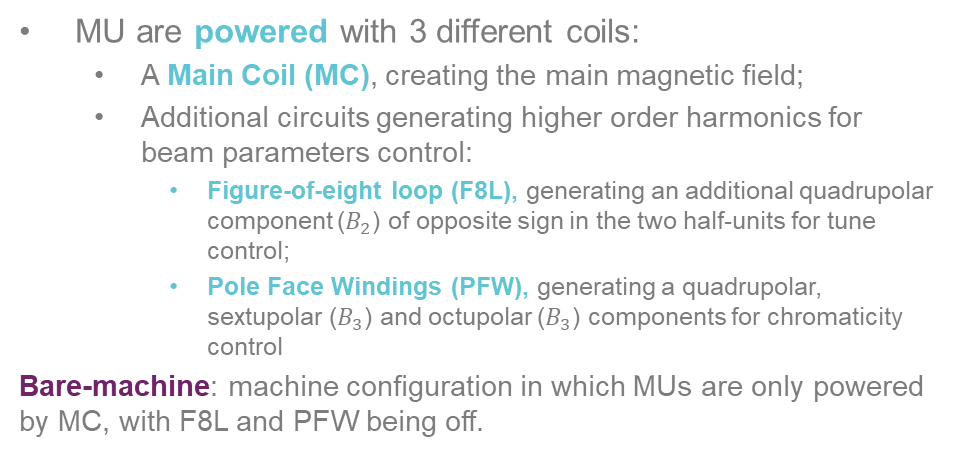 • MU are powered with 3 different coils:
• A Main Coil (MC), creating the main magnetic field;
• Additional circuits generating higher order harmonics for
beam parameters control:
• Figure-of-eight loop (F8L), generating an additional quadrupolar
component (B₂) of opposite sign in the two half-units for tune
control;
• Pole Face Windings (PFW), generating a quadrupolar,
sextupolar (B₃) and octupolar (B₃) components for chromaticity
control
Bare-machine: machine configuration in which MUs are only powered
by MC, with F8L and PFW being off.